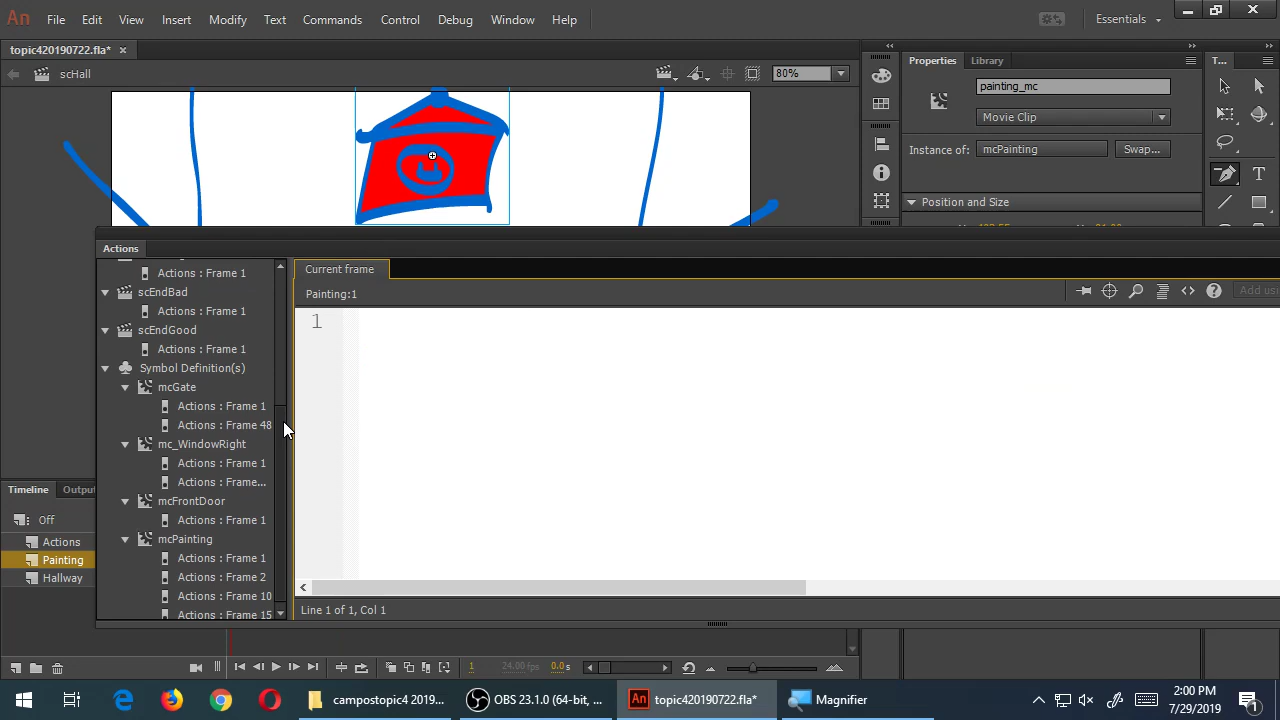 An File Edit View Insert Modify Text Commands Control Debug Window Help Essentials
topic420190722.fla* ×
scHall 80%
Properties Library T...
painting_mc
Movie Clip
Instance of: mcPainting Swap...
Position and Size
Actions
Actions : Frame 1
scEndBad
Actions : Frame 1
scEndGood
Actions : Frame 1
Symbol Definition(s)
mcGate
Actions : Frame 1
Actions : Frame 48
mc_WindowRight
Actions : Frame 1
Actions : Frame...
mcFrontDoor
Actions : Frame 1
mcPainting
Actions : Frame 1
Actions : Frame 2
Actions : Frame 10
Actions : Frame 15
Current frame
Painting:1
Add us
1
Line 1 of 1, Col 1
Timeline Output
Off
Actions
Painting
Hallway
1 24.00 fps 0.0 s
campostopic4 2019... OBS 23.1.0 (64-bit, ... topic420190722.fla* Magnifier
2:00 PM
7/29/2019
1